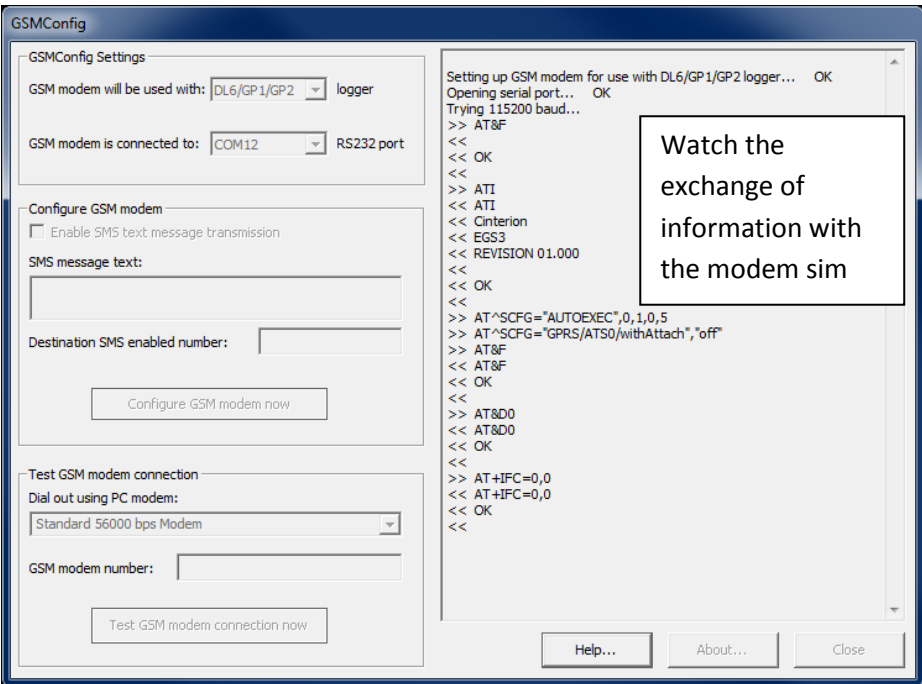 GSMConfig
GSMConfig Settings
GSM modem will be used with: DL6/GP1/GP2 logger
GSM modem is connected to: COM12 RS232 port
Configure GSM modem
Enable SMS text message transmission
SMS message text:
Destination SMS enabled number:
Configure GSM modem now
Test GSM modem connection
Dial out using PC modem:
Standard 56000 bps Modem
GSM modem number:
Test GSM modem connection now
Setting up GSM modem for use with DL6/GP1/GP2 logger... OK
Opening serial port... OK
Trying 115200 baud...
>> AT&F
<<
<< OK
<<
>> ATI
<< ATI
<< Cinterion
<< EGS3
<< REVISION 01.000
<<
<< OK
<<
>> AT^SCFG="AUTOEXEC",0,1,0,5
>> AT^SCFG="GPRS/ATS0/withAttach","off"
>> AT&F
<< AT&F
<< OK
<<
>> AT&D0
<< AT&D0
<< OK
<<
>> AT+IFC=0,0
<< AT+IFC=0,0
<< OK
<<
Watch the
exchange of
information with
the modem sim
Help...
About...
Close